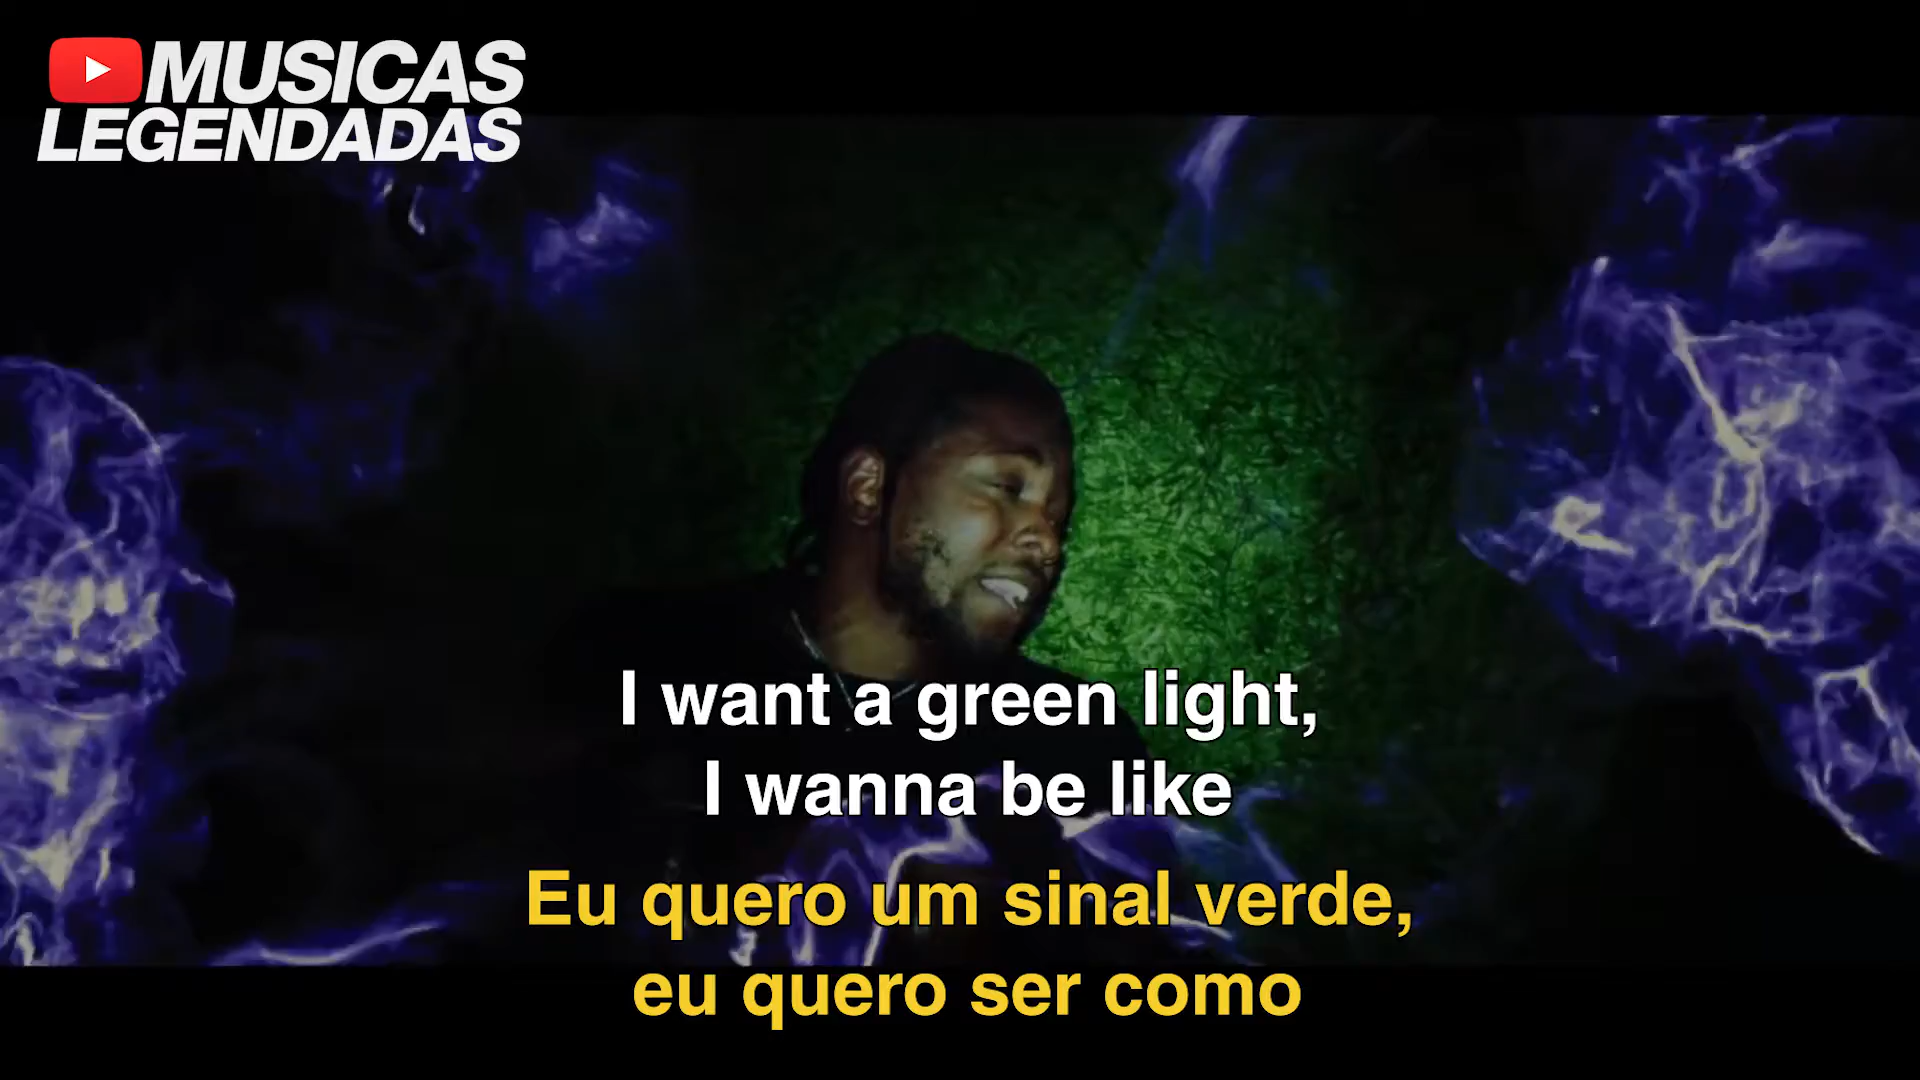 MUSICAS
LEGENDADAS
I want a green light,
I wanna be like
Eu quero um sinal verde,
eu quero ser como